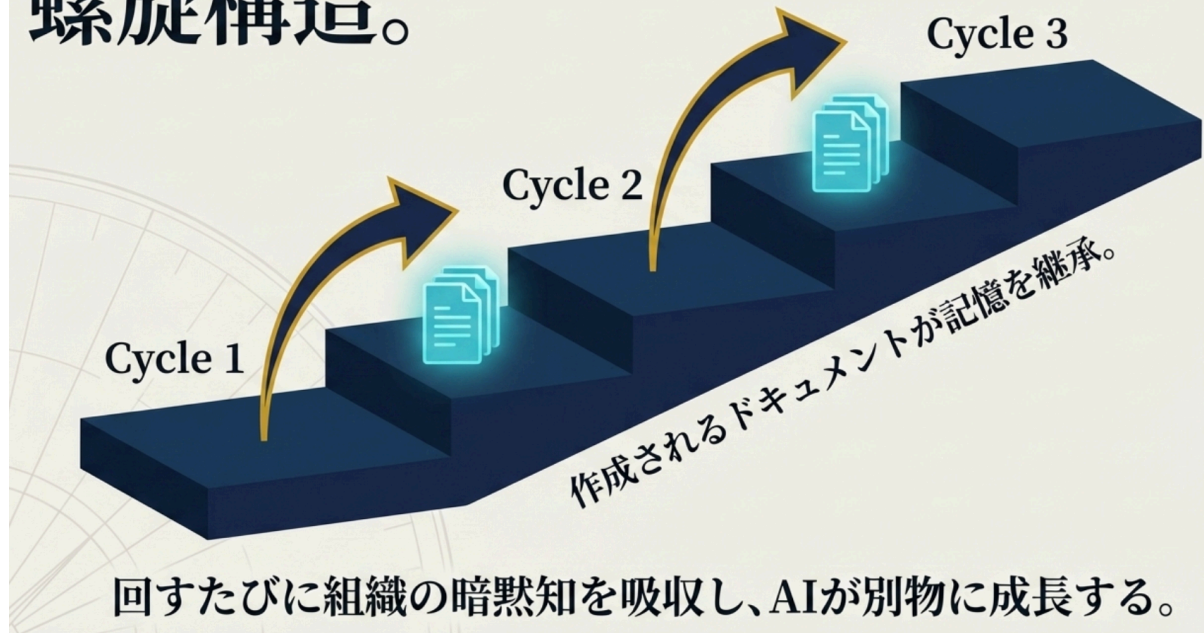 螺旋構造。
Cycle 3
Cycle 2
Cycle 1
作成されるドキュメントが記憶を継承。
回すたびに組織の暗黙知を吸収し、AIが別物に成長する。